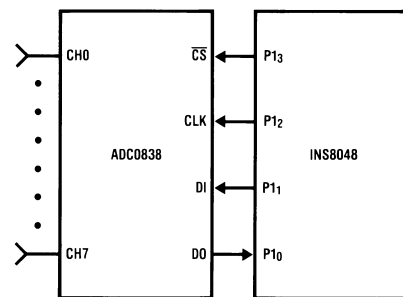 CH0 CS P1₃
CLK P1₂
ADC0838 INS8048
DI P1₁
CH7 DO P1₀